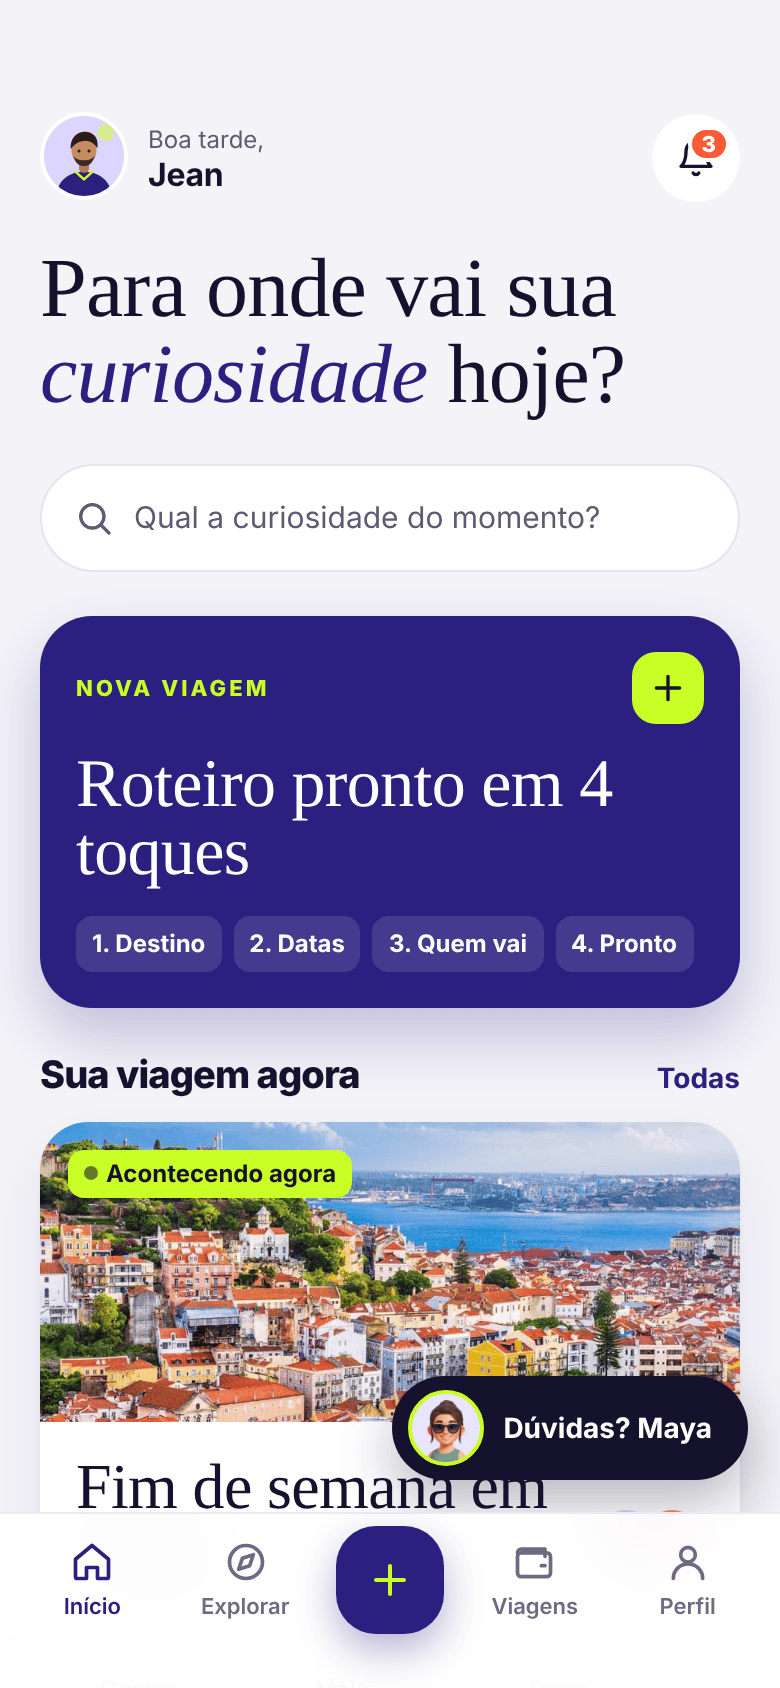 Boa tarde,
Jean
3
Para onde vai sua
curiosidade hoje?
Qual a curiosidade do momento?
NOVA VIAGEM
Roteiro pronto em 4
toques
1. Destino
2. Datas
3. Quem vai
4. Pronto
Sua viagem agora
Todas
Acontecendo agora
Dúvidas? Maya
Fim de semana em
Início
Explorar
Viagens
Perfil